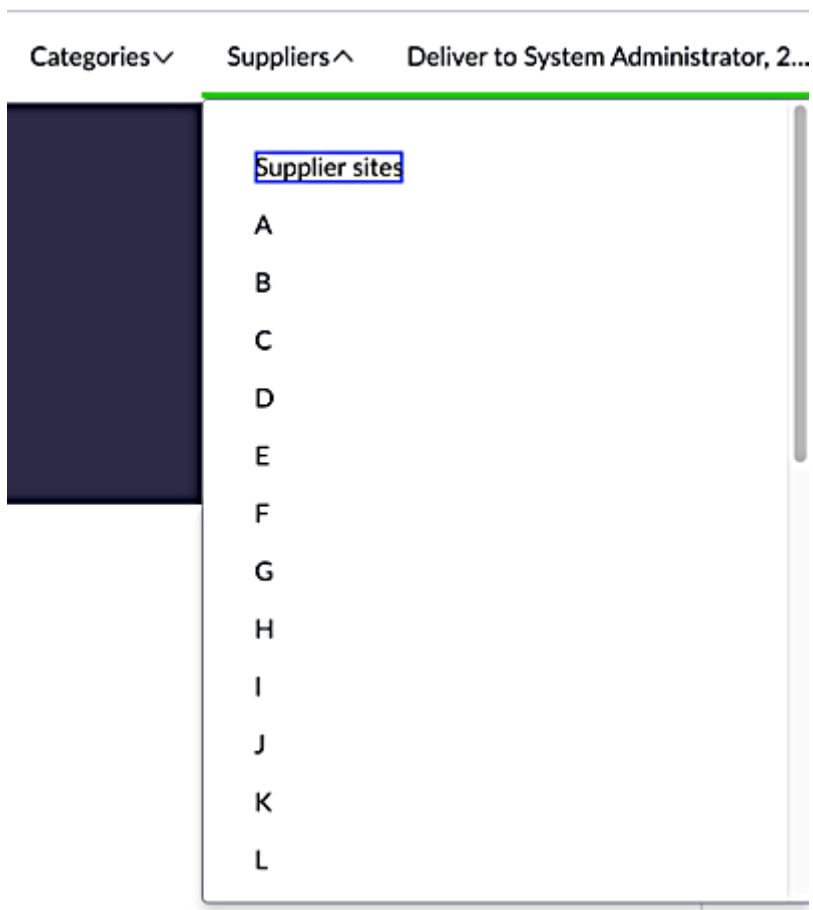 Categories Suppliers Deliver to System Administrator, 2...
Supplier sites
A
B
C
D
E
F
G
H
I
J
K
L